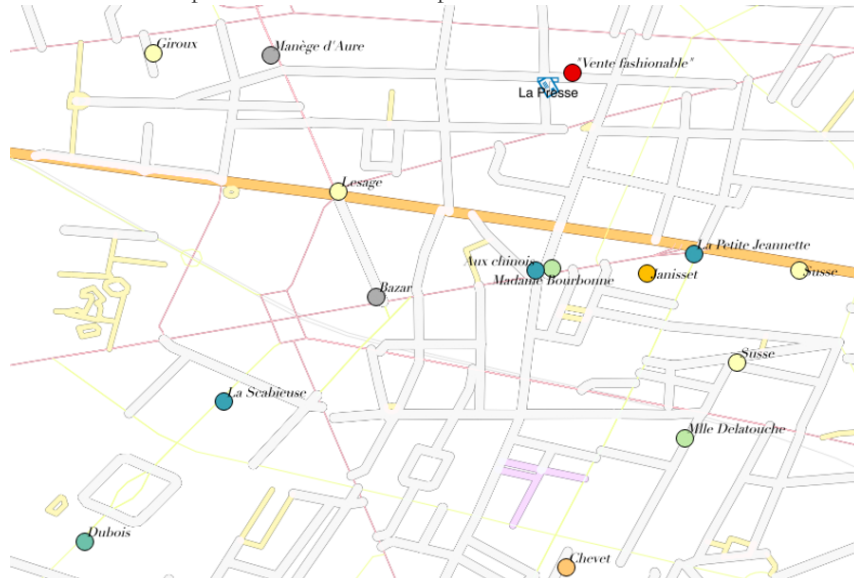 Giroux
Manège d'Aure
"Vente fashionable"
La Presse
Lesage
La Petite Jeannette
Aux chinois
Madame Bourbonne
Janisset
Susse
Bazar
Susse
La Scabieuse
Mlle Delatouche
Dubois
Chevet